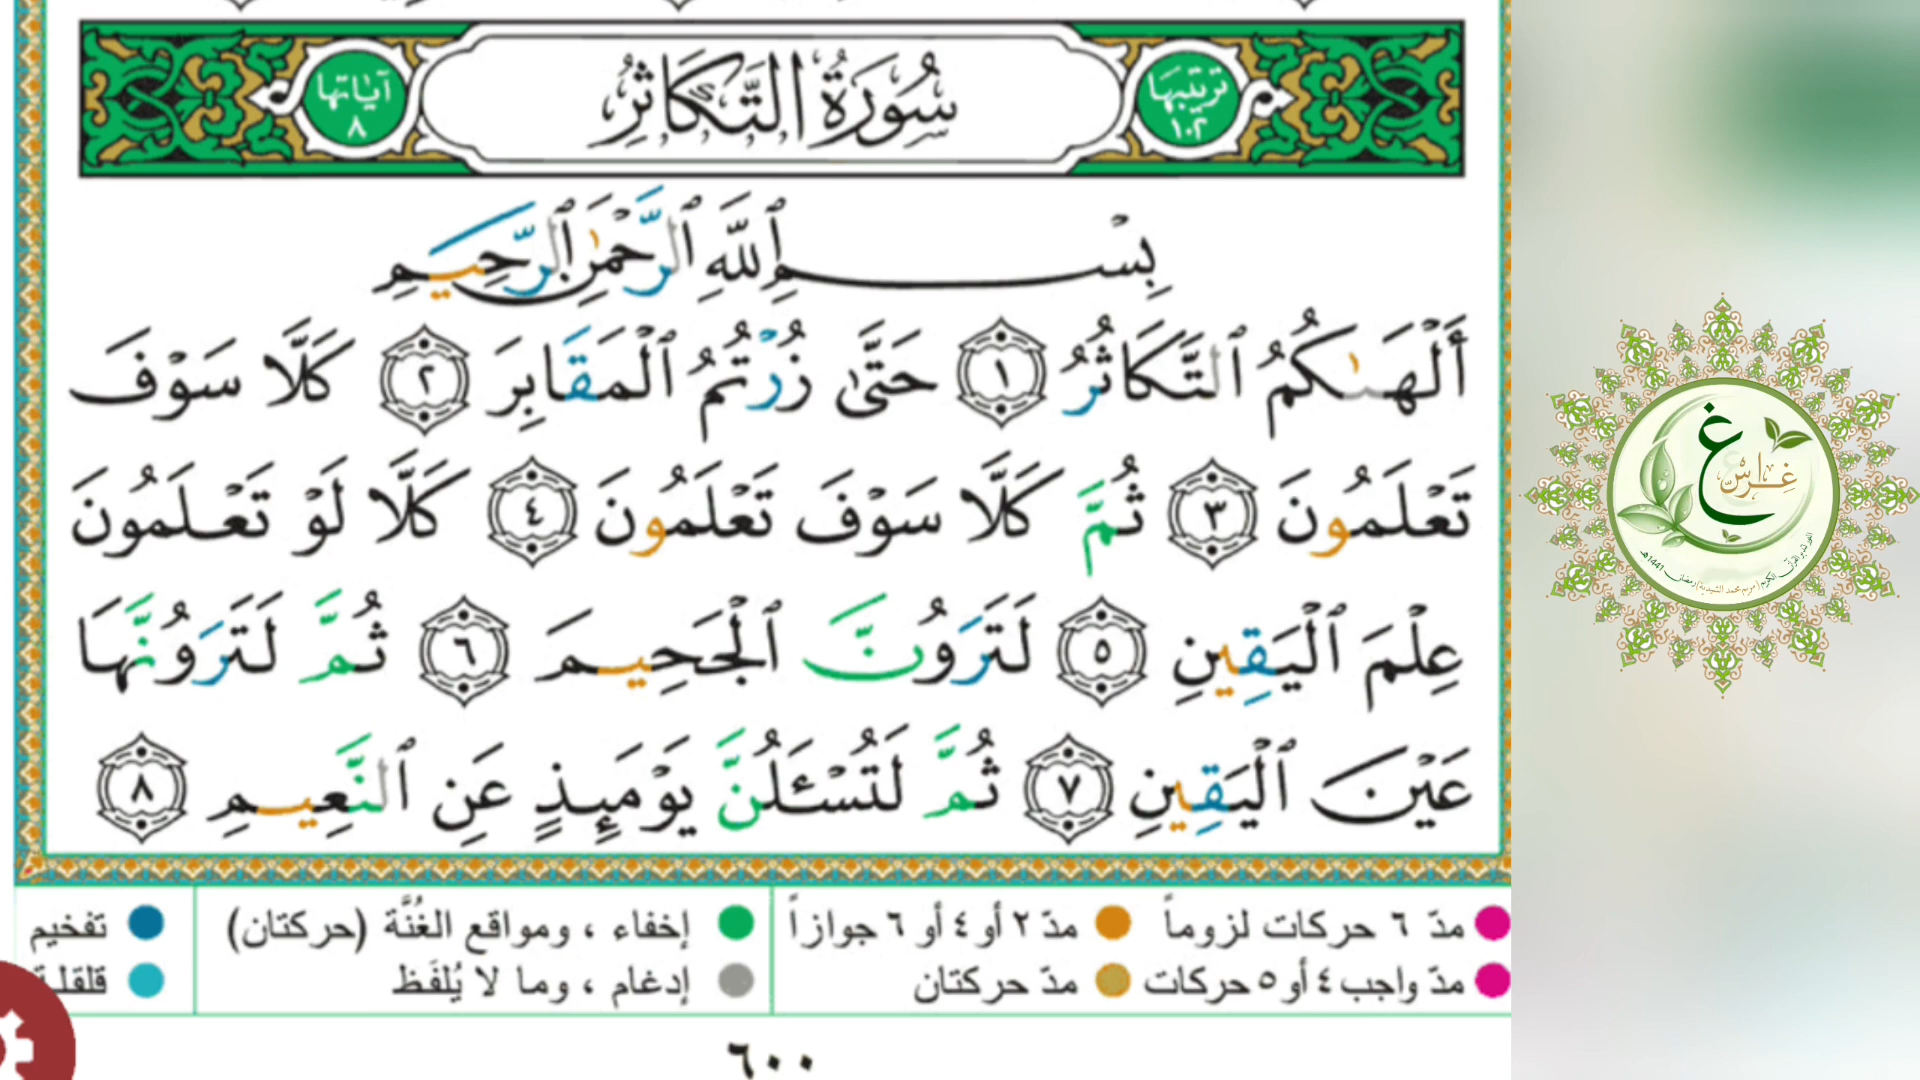 ترتيبها ١٠٢
سُورَةُ التَّكَاثُرِ
آياتها ٨
بِسْمِ ٱللَّهِ ٱلرَّحْمَٰنِ ٱلرَّحِيمِ
أَلْهَىٰكُمُ ٱلتَّكَاثُرُ ١ حَتَّىٰ زُرْتُمُ ٱلْمَقَابِرَ ٢ كَلَّا سَوْفَ
تَعْلَمُونَ ٣ ثُمَّ كَلَّا سَوْفَ تَعْلَمُونَ ٤ كَلَّا لَوْ تَعْلَمُونَ
عِلْمَ ٱلْيَقِينِ ٥ لَتَرَوُنَّ ٱلْجَحِيمَ ٦ ثُمَّ لَتَرَوُنَّهَا
عَيْنَ ٱلْيَقِينِ ٧ ثُمَّ لَتُسْـَٔلُنَّ يَوْمَئِذٍ عَنِ ٱلنَّعِيمِ ٨
مدّ ٦ حركات لزوماً مدّ ٢ أو ٤ أو ٦ جوازاً إخفاء ، ومواقع الغُنَّة (حركتان) تفخيم
مدّ واجب ٤ أو ٥ حركات مدّ حركتان إدغام ، وما لا يُلفَظ قلقلة
٦٠٠
غ
غِراسْ